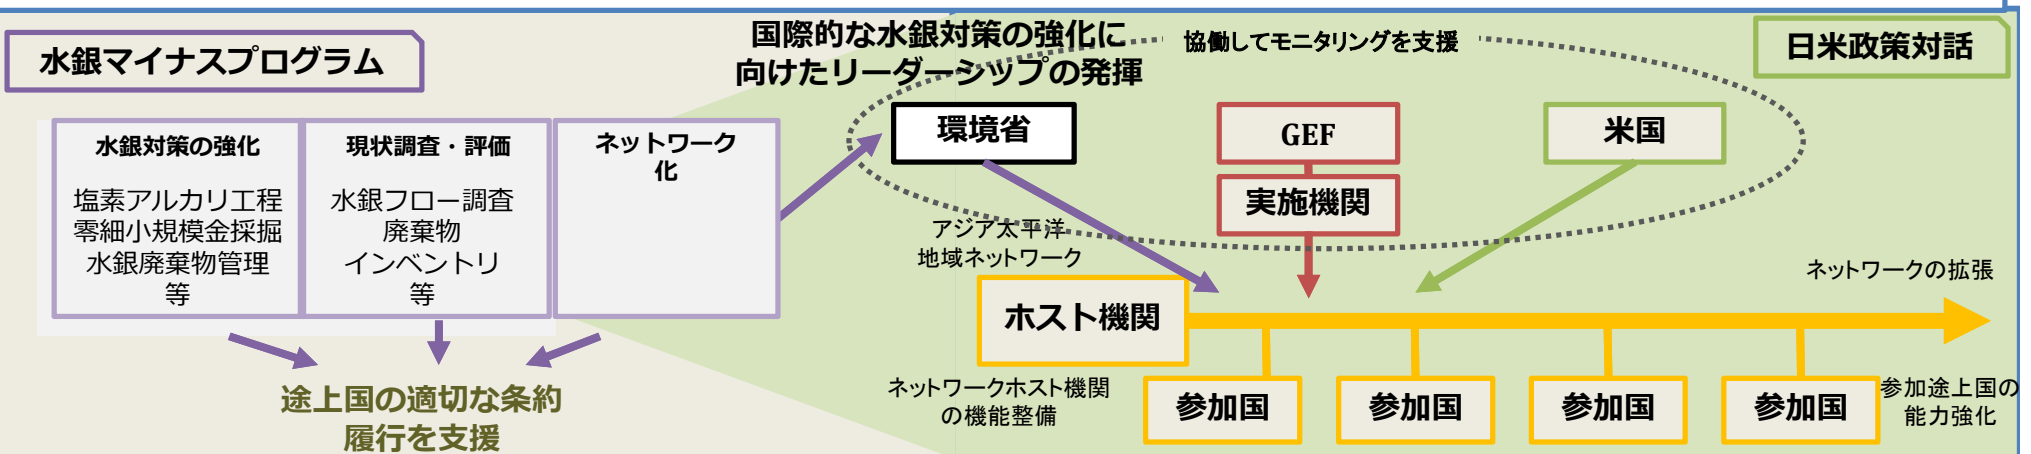 水銀マイナスプログラム
国際的な水銀対策の強化に
向けたリーダーシップの発揮
協働してモニタリングを支援
日米政策対話
水銀対策の強化
塩素アルカリ工程
零細小規模金採掘
水銀廃棄物管理
等
現状調査・評価
水銀フロー調査
廃棄物
インベントリ
等
ネットワーク
化
環境省
GEF
実施機関
米国
アジア太平洋
地域ネットワーク
ネットワークの拡張
ホスト機関
ネットワークホスト機関
の機能整備
参加国
参加国
参加国
参加国
参加途上国の
能力強化
途上国の適切な条約
履行を支援